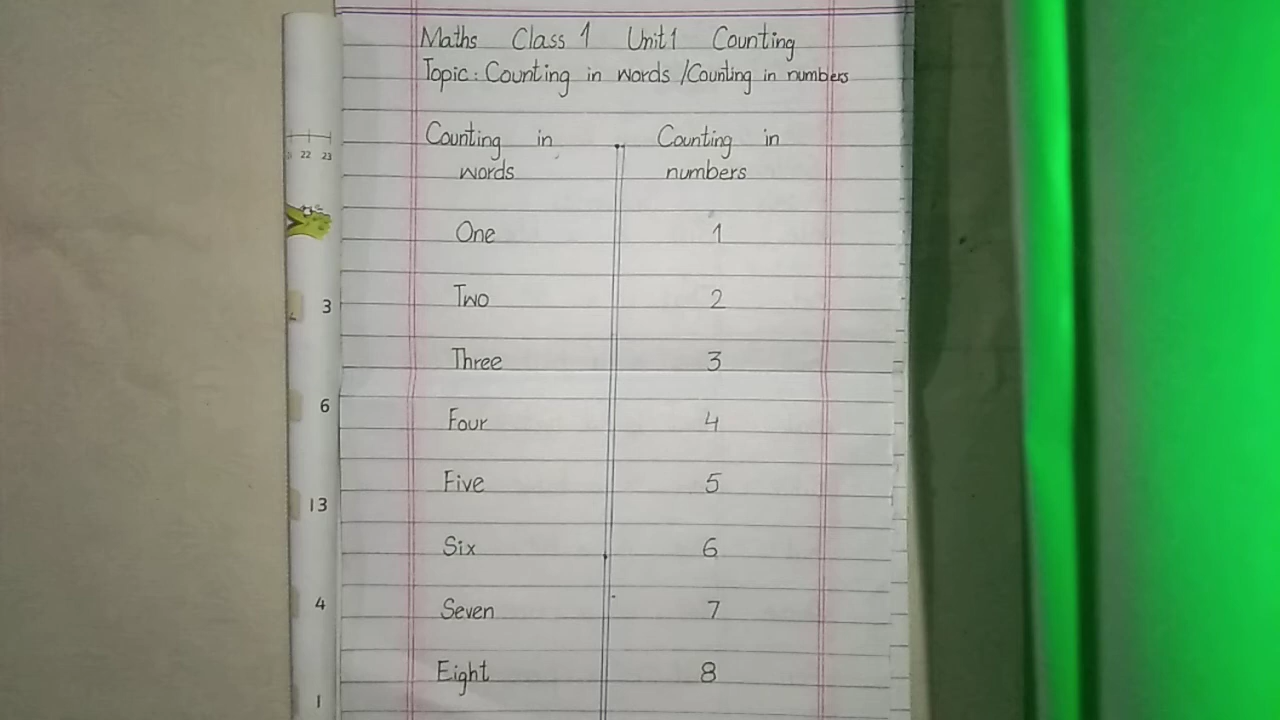 Maths Class 1 Unit 1 Counting
Topic: Counting in words / Counting in numbers
Counting in words
Counting in numbers
One 1
Two 2
Three 3
Four 4
Five 5
Six 6
Seven 7
Eight 8
22 23
3
6
13
4
1